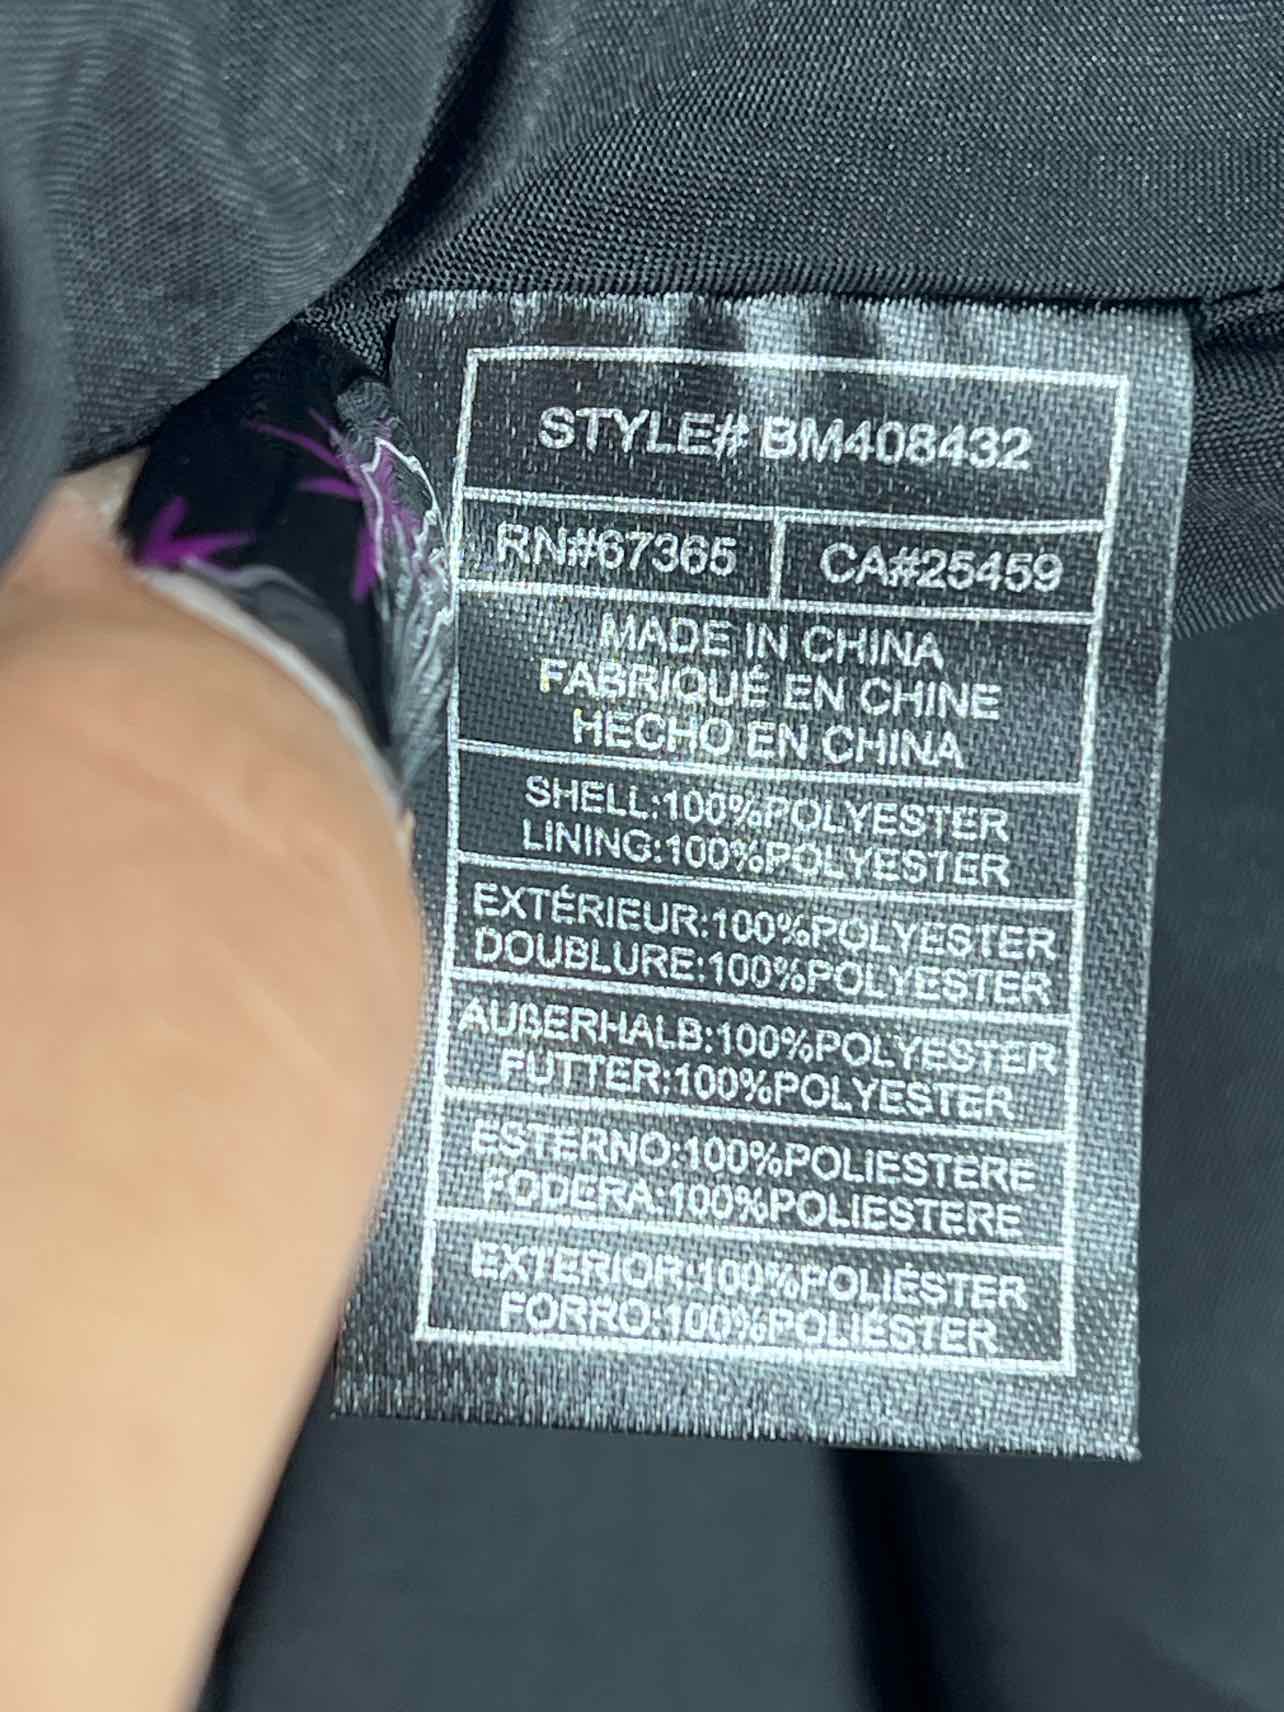 STYLE# BM408432
RN#67365 CA#25459
MADE IN CHINA
FABRIQUÉ EN CHINE
HECHO EN CHINA
SHELL:100%POLYESTER
LINING:100%POLYESTER
EXTÉRIEUR:100%POLYESTER
DOUBLURE:100%POLYESTER
AUßERHALB:100%POLYESTER
FUTTER:100%POLYESTER
ESTERNO:100%POLIESTERE
FODERA:100%POLIESTERE
EXTERIOR:100%POLIÉSTER
FORRO:100%POLIÉSTER